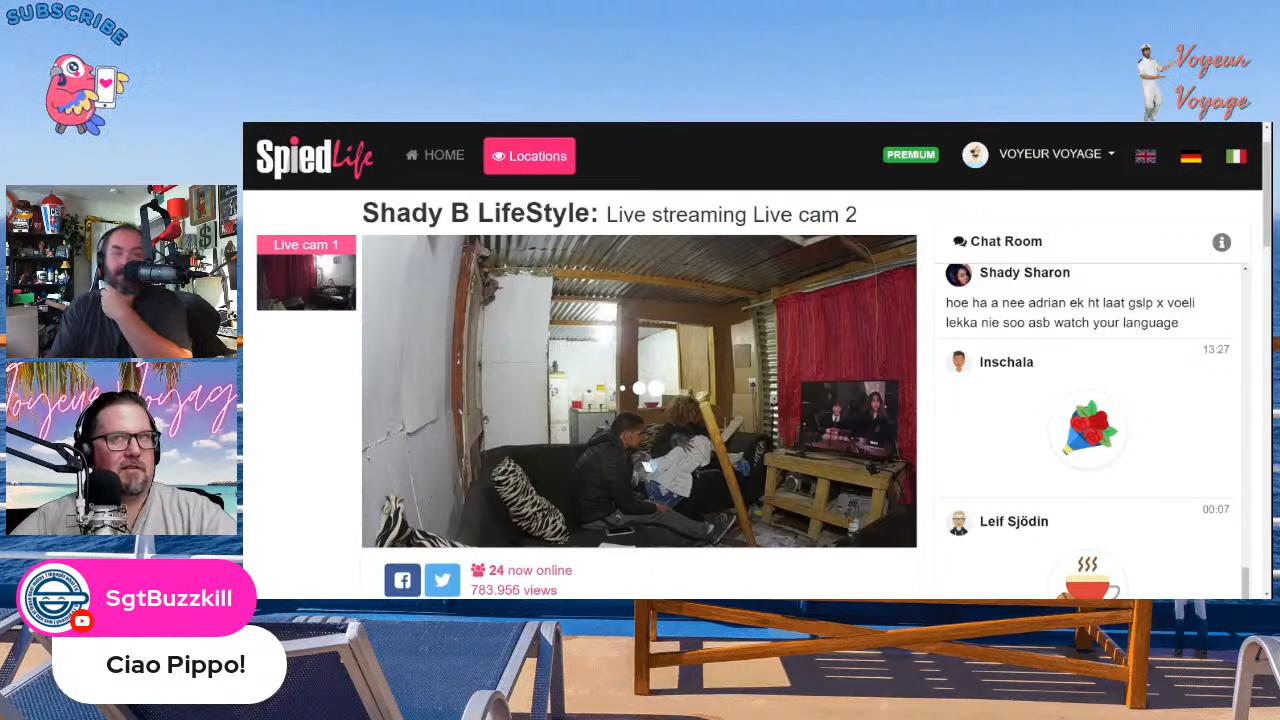 SUBSCRIBE
Voyeur
Voyage
SpiedLife
HOME
Locations
PREMIUM
VOYEUR VOYAGE
Shady B LifeStyle: Live streaming Live cam 2
Live cam 1
Chat Room
Shady Sharon
hoe ha a nee adrian ek ht laat gslp x voeli
lekka nie soo asb watch your language
13:27
Inschala
00:07
Leif Sjödin
24 now online
783.956 views
SgtBuzzkill
Ciao Pippo!